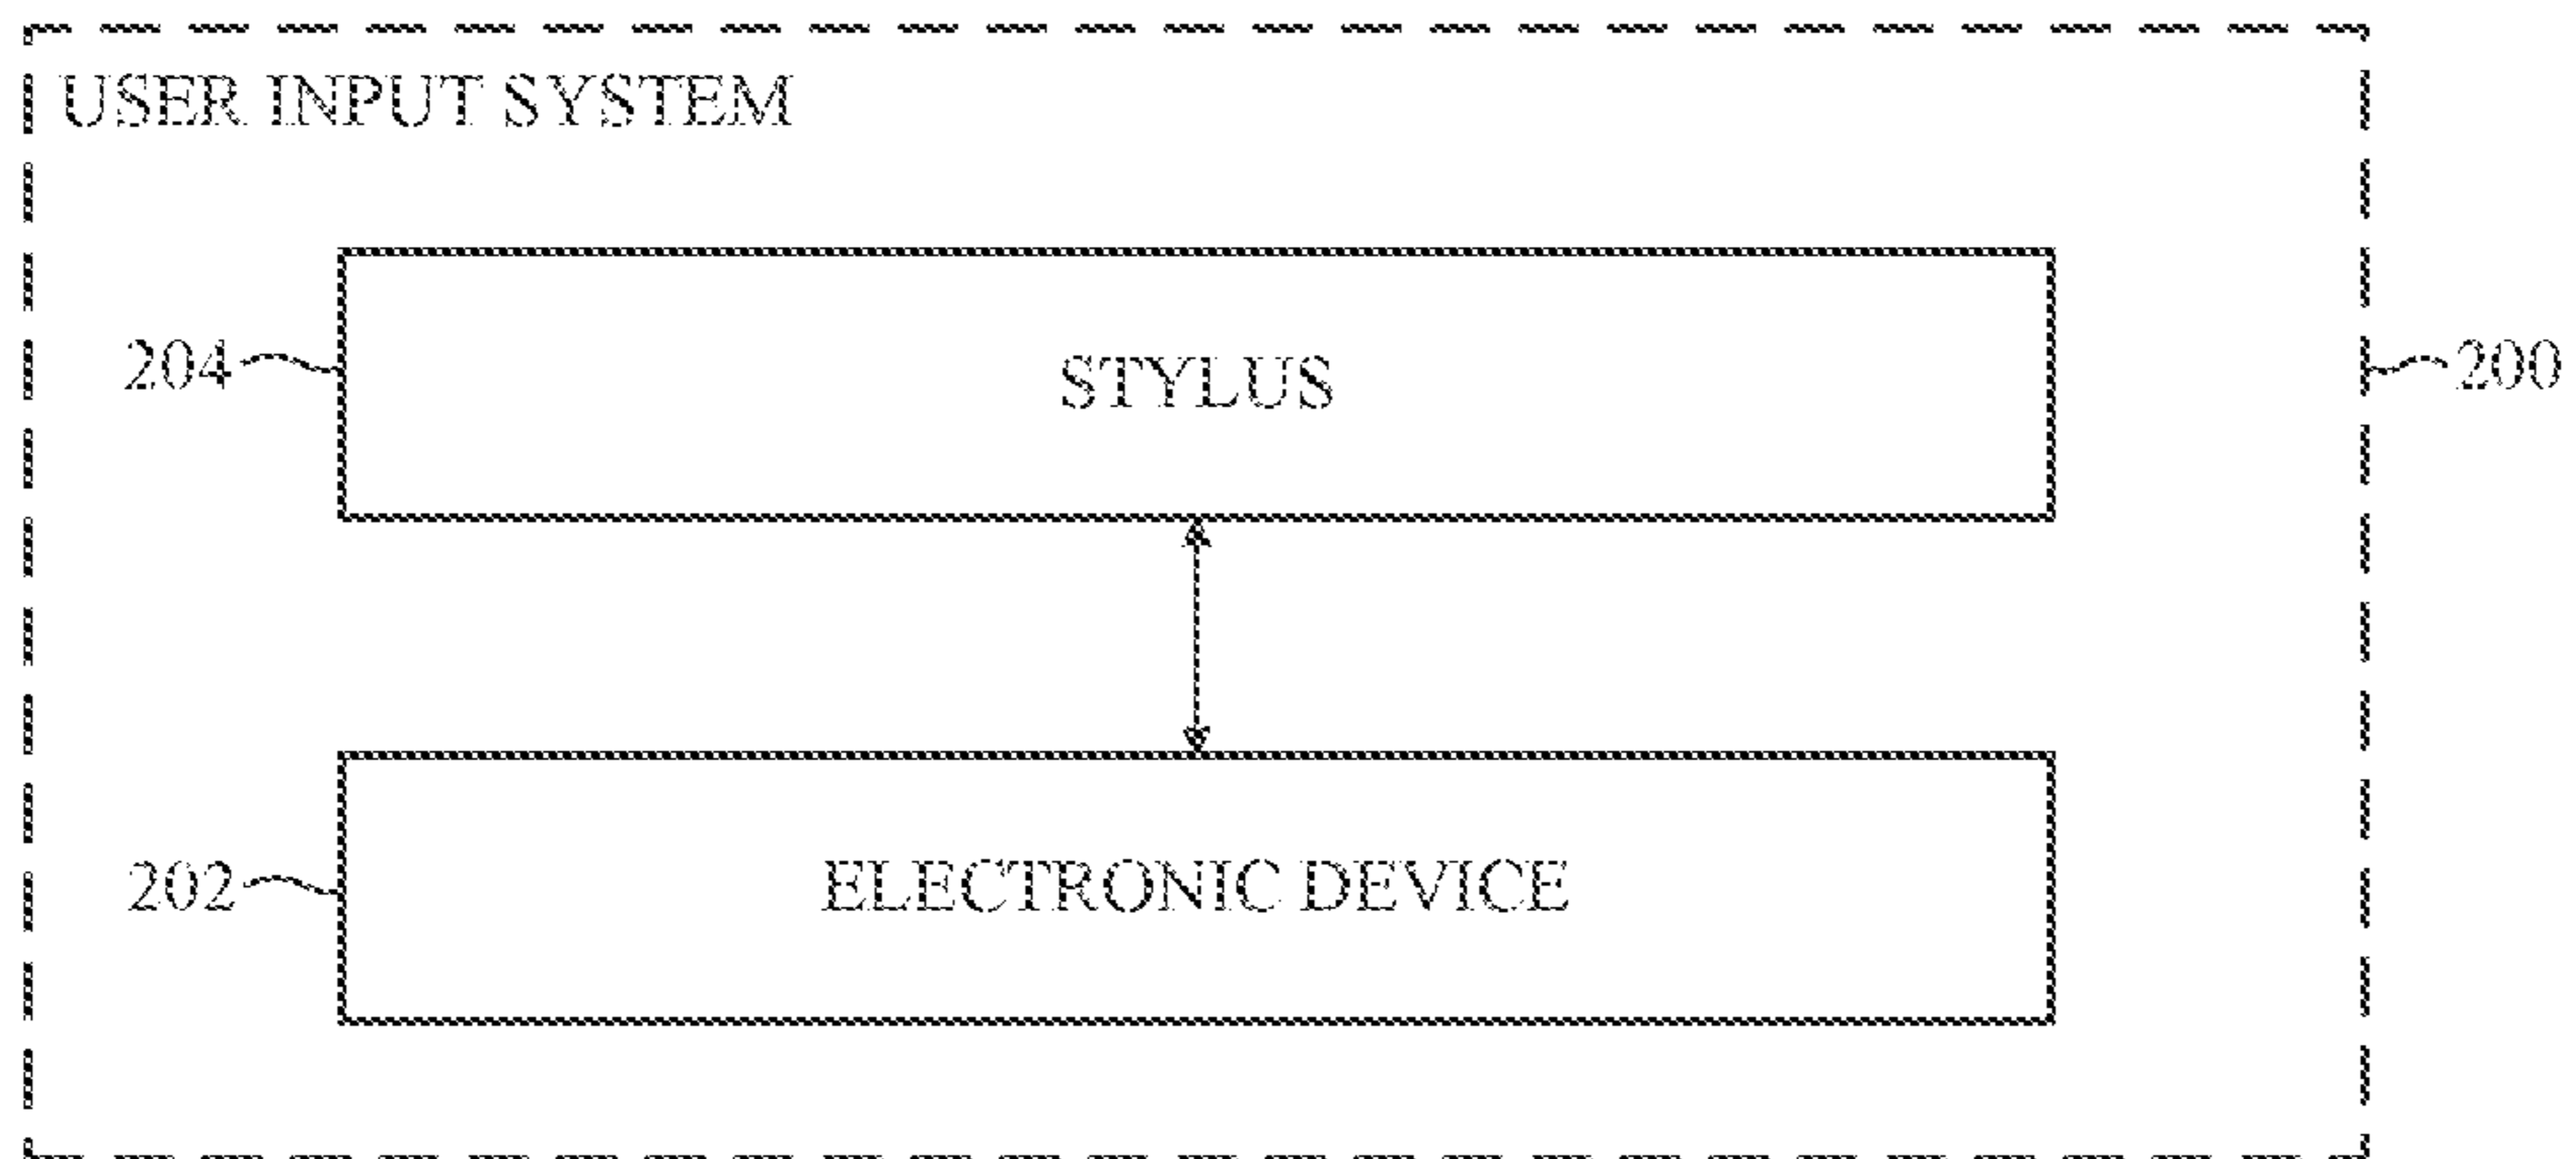 USER INPUT SYSTEM
204
STYLUS
200
202
ELECTRONIC DEVICE